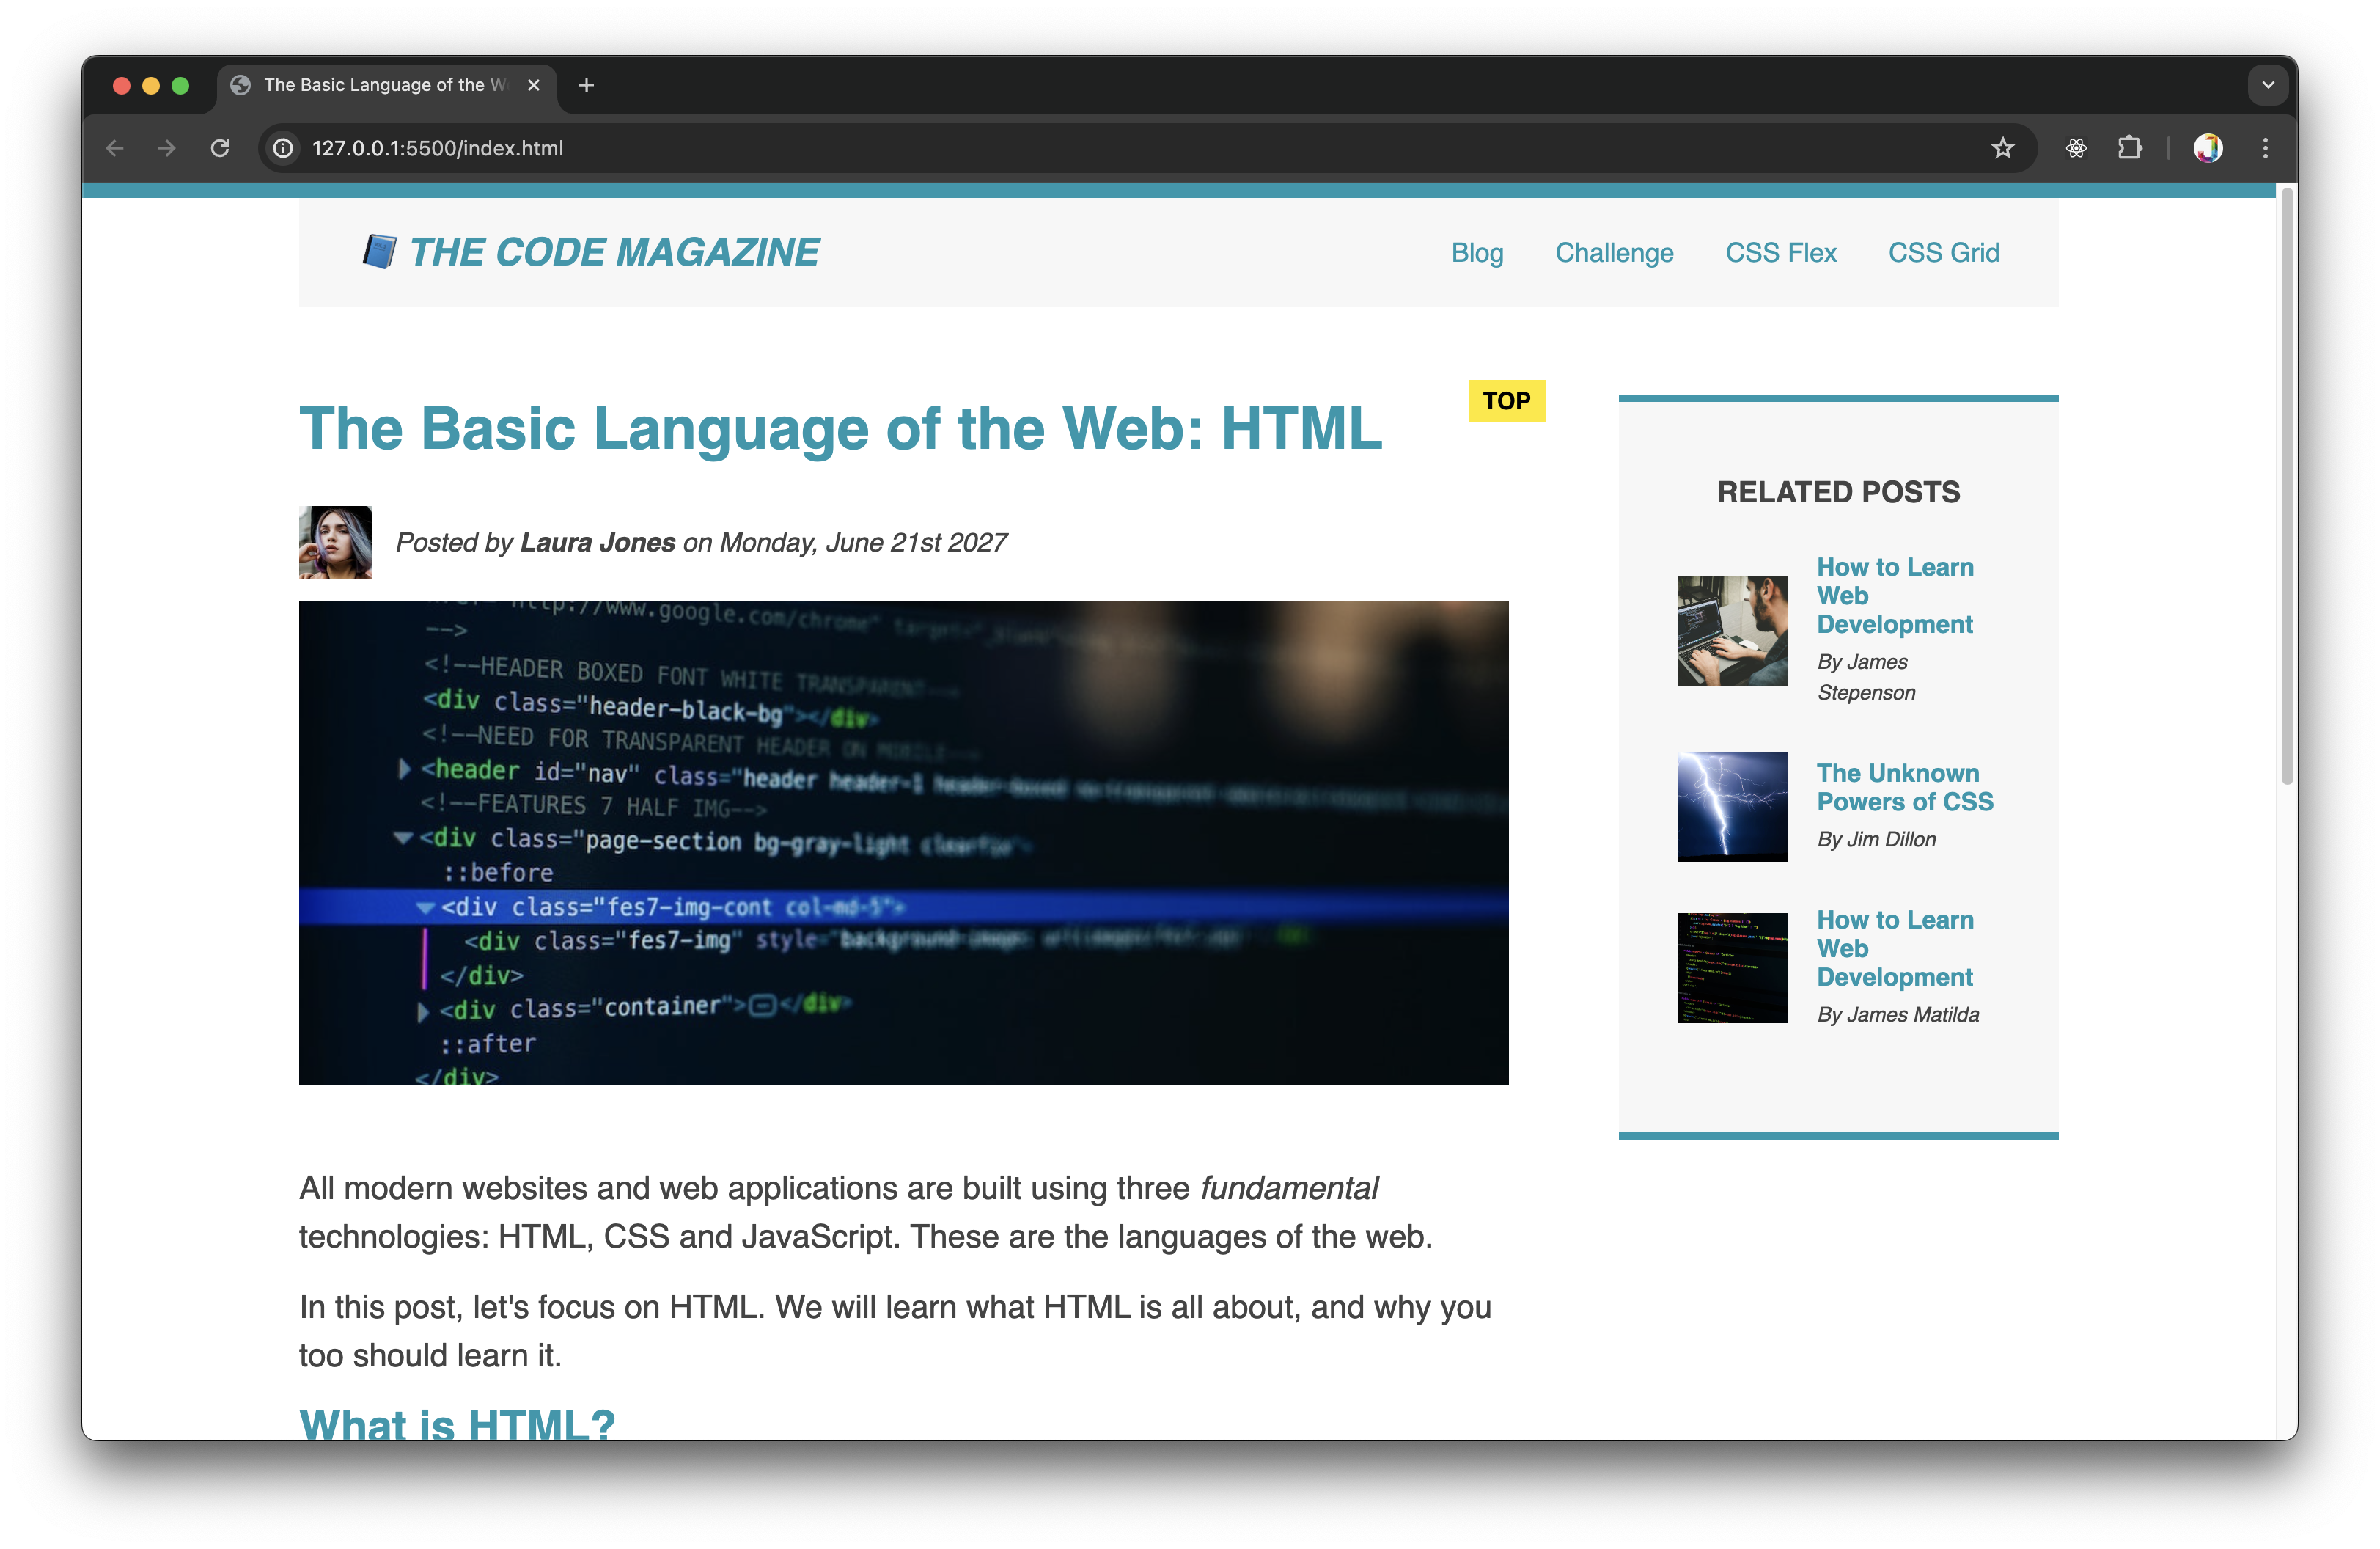 The Basic Language of the W
127.0.0.1:5500/index.html
THE CODE MAGAZINE
Blog Challenge CSS Flex CSS Grid
The Basic Language of the Web: HTML
TOP
Posted by Laura Jones on Monday, June 21st 2027
http://www.google.com/chrome"
-->
<!--HEADER BOXED FONT WHITE TRANSPARENT-->
<div class="header-black-bg"></div>
<!--NEED FOR TRANSPARENT HEADER ON MOBILE-->
<header id="nav" class="header header-1 header-boxed
<!--FEATURES 7 HALF IMG-->
<div class="page-section bg-gray-light clearfix">
::before
<div class="fes7-img-cont col-md-5">
<div class="fes7-img" style="background-image:
</div>
<div class="container"></div>
::after
</div>
RELATED POSTS
How to Learn
Web
Development
By James
Stepenson
The Unknown
Powers of CSS
By Jim Dillon
How to Learn
Web
Development
By James Matilda
All modern websites and web applications are built using three fundamental
technologies: HTML, CSS and JavaScript. These are the languages of the web.
In this post, let's focus on HTML. We will learn what HTML is all about, and why you
too should learn it.
What is HTML?